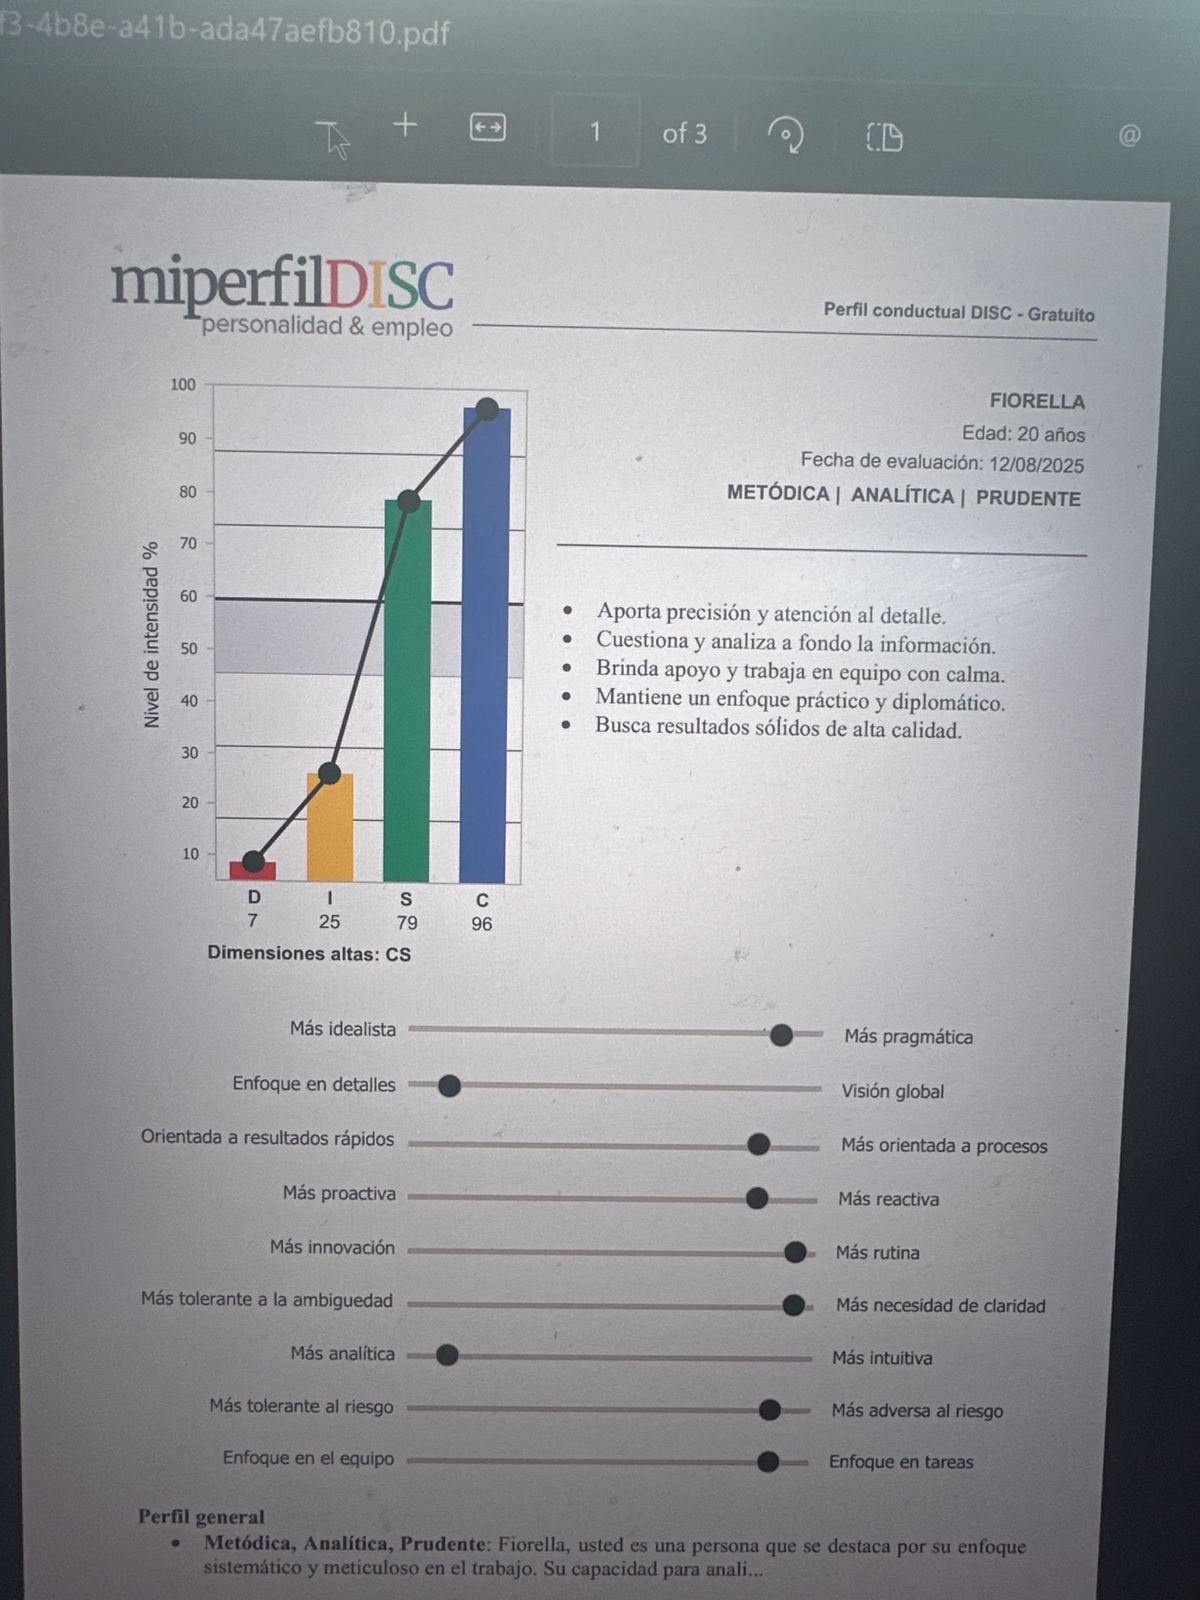 f3-4b8e-a41b-ada47aefb810.pdf
1 of 3
miperfilDISC
personalidad & empleo
Perfil conductual DISC - Gratuito
FIORELLA
Edad: 20 años
Fecha de evaluación: 12/08/2025
METÓDICA | ANALÍTICA | PRUDENTE
Nivel de intensidad %
100
90
80
70
60
50
40
30
20
10
D I S C
7 25 79 96
Dimensiones altas: CS
• Aporta precisión y atención al detalle.
• Cuestiona y analiza a fondo la información.
• Brinda apoyo y trabaja en equipo con calma.
• Mantiene un enfoque práctico y diplomático.
• Busca resultados sólidos de alta calidad.
Más idealista Más pragmática
Enfoque en detalles Visión global
Orientada a resultados rápidos Más orientada a procesos
Más proactiva Más reactiva
Más innovación Más rutina
Más tolerante a la ambiguedad Más necesidad de claridad
Más analítica Más intuitiva
Más tolerante al riesgo Más adversa al riesgo
Enfoque en el equipo Enfoque en tareas
Perfil general
• Metódica, Analítica, Prudente: Fiorella, usted es una persona que se destaca por su enfoque
sistemático y meticuloso en el trabajo. Su capacidad para anali...